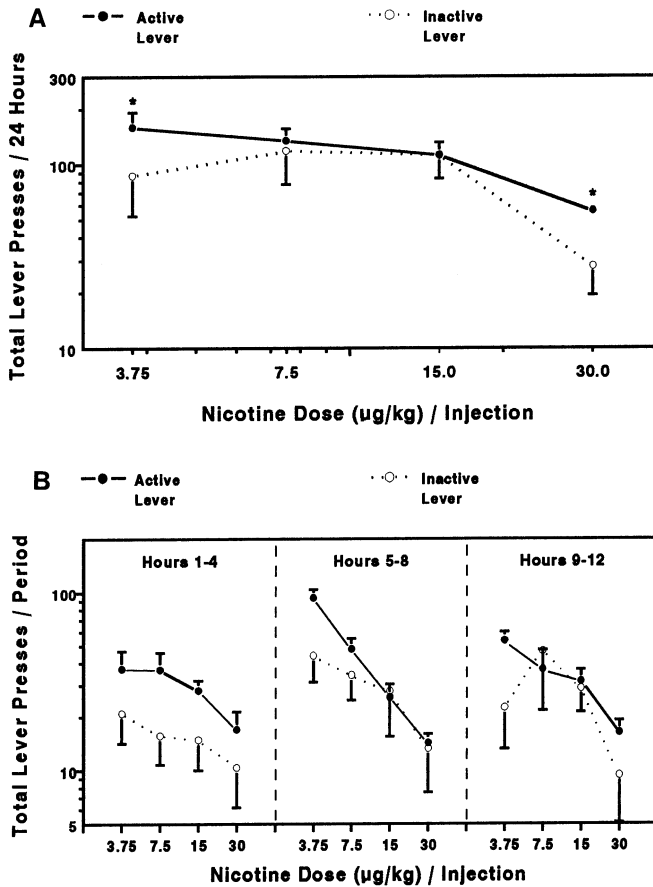 A
Active Lever
Inactive Lever
Total Lever Presses / 24 Hours
300
100
10
*
*
3.75 7.5 15.0 30.0
Nicotine Dose (µg/kg) / Injection
B
Active Lever
Inactive Lever
Total Lever Presses / Period
Hours 1-4 Hours 5-8 Hours 9-12
100
10
5
3.75 7.5 15 30 3.75 7.5 15 30 3.75 7.5 15 30
Nicotine Dose (µg/kg) / Injection